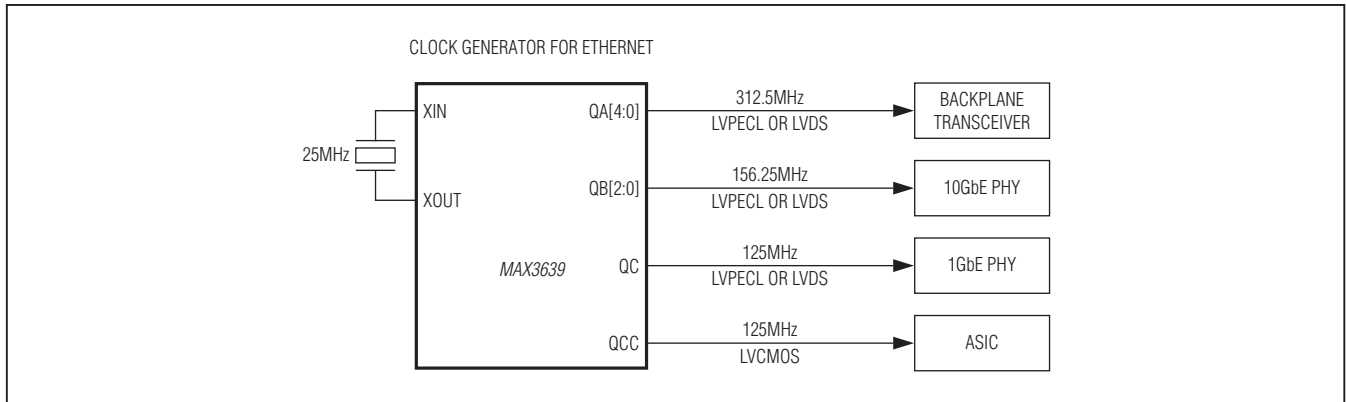 CLOCK GENERATOR FOR ETHERNET
XIN
XOUT
25MHz
MAX3639
QA[4:0]
312.5MHz
LVPECL OR LVDS
BACKPLANE
TRANSCEIVER
QB[2:0]
156.25MHz
LVPECL OR LVDS
10GbE PHY
QC
125MHz
LVPECL OR LVDS
1GbE PHY
QCC
125MHz
LVCMOS
ASIC